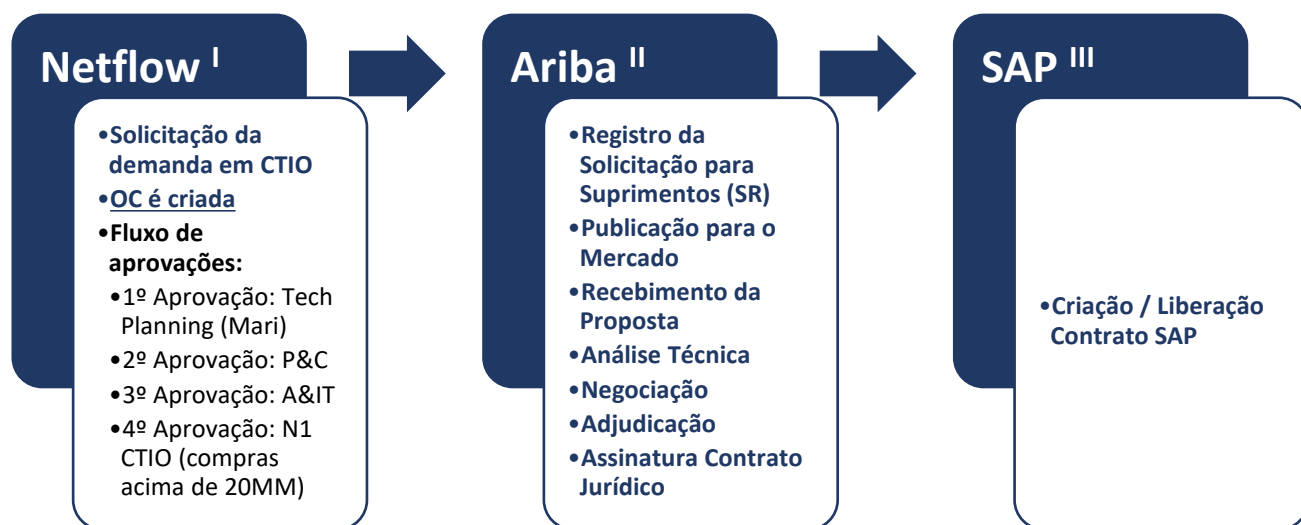 Netflow I
•Solicitação da
demanda em CTIO
•OC é criada
•Fluxo de
aprovações:
•1º Aprovação: Tech
Planning (Mari)
•2º Aprovação: P&C
•3º Aprovação: A&IT
•4º Aprovação: N1
CTIO (compras
acima de 20MM)
Ariba II
•Registro da
Solicitação para
Suprimentos (SR)
•Publicação para o
Mercado
•Recebimento da
Proposta
•Análise Técnica
•Negociação
•Adjudicação
•Assinatura Contrato
Jurídico
SAP III
•Criação / Liberação
Contrato SAP